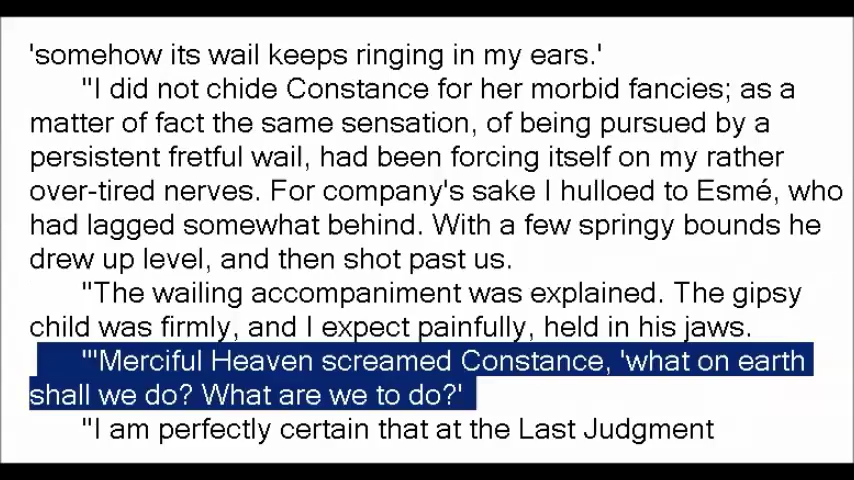 'somehow its wail keeps ringing in my ears.'
"I did not chide Constance for her morbid fancies; as a
matter of fact the same sensation, of being pursued by a
persistent fretful wail, had been forcing itself on my rather
over-tired nerves. For company's sake I hulloed to Esmé, who
had lagged somewhat behind. With a few springy bounds he
drew up level, and then shot past us.
"The wailing accompaniment was explained. The gipsy
child was firmly, and I expect painfully, held in his jaws.
"'Merciful Heaven screamed Constance, 'what on earth
shall we do? What are we to do?'
"I am perfectly certain that at the Last Judgment